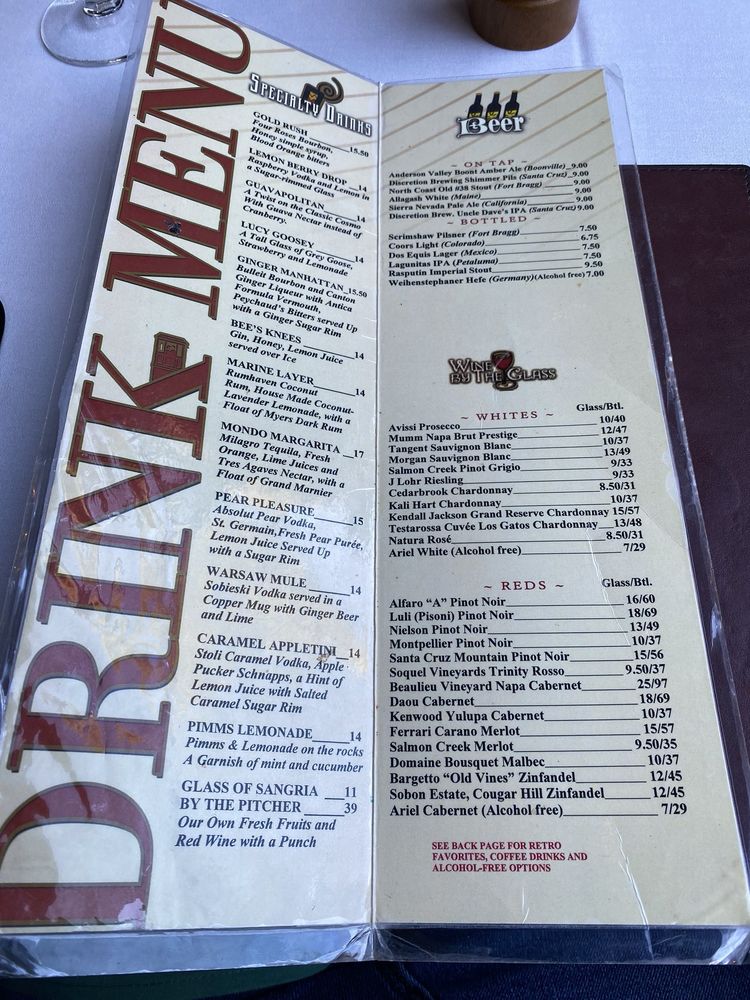 DRINK MENU
SPECIALTY DRINKS
GOLD RUSH 15.50
Four Roses Bourbon,
Honey simple syrup,
Blood Orange bitters
LEMON BERRY DROP 14
Raspberry Vodka and Lemon in
a Sugar-rimmed Glass
GUAVAPOLITAN 14
A Twist on the Classic Cosmo
With Guava Nectar instead of
Cranberry.
LUCY GOOSEY 14
A Tall Glass of Grey Goose,
Strawberry and Lemonade
GINGER MANHATTAN 15.50
Bulleit Bourbon and Canton
Ginger Liqueur with Antica
Formula Vermouth,
Peychaud's Bitters served Up
with a Ginger Sugar Rim
BEE'S KNEES 14
Gin, Honey, Lemon Juice
served over Ice
MARINE LAYER 14
Rumhaven Coconut
Rum, House Made Coconut-
Lavender Lemonade, with a
Float of Myers Dark Rum
MONDO MARGARITA 17
Milagro Tequila, Fresh
Orange, Lime Juices and
Tres Agaves Nectar, with a
Float of Grand Marnier
PEAR PLEASURE 15
Absolut Pear Vodka,
St. Germain, Fresh Pear Purée,
Lemon Juice Served Up
with a Sugar Rim
WARSAW MULE 14
Sobieski Vodka served in a
Copper Mug with Ginger Beer
and Lime
CARAMEL APPLETINI 14
Stoli Caramel Vodka, Apple
Pucker Schnapps, a Hint of
Lemon Juice with Salted
Caramel Sugar Rim
PIMMS LEMONADE 14
Pimms & Lemonade on the rocks
A Garnish of mint and cucumber
GLASS OF SANGRIA 11
BY THE PITCHER 39
Our Own Fresh Fruits and
Red Wine with a Punch
Beer
~ ON TAP ~
Anderson Valley Boont Amber Ale (Boonville) 9.00
Discretion Brewing Shimmer Pils (Santa Cruz) 9.00
North Coast Old #38 Stout (Fort Bragg) 9.00
Allagash White (Maine) 9.00
Sierra Nevada Pale Ale (California) 9.00
Discretion Brew. Uncle Dave's IPA (Santa Cruz) 9.00
~ BOTTLED ~
Scrimshaw Pilsner (Fort Bragg) 7.50
Coors Light (Colorado) 6.75
Dos Equis Lager (Mexico) 7.50
Lagunitas IPA (Petaluma) 7.50
Rasputin Imperial Stout 9.50
Weihenstephaner Hefe (Germany)(Alcohol free) 7.00
WINE BY THE GLASS
~ WHITES ~ Glass/Btl.
Avissi Prosecco 10/40
Mumm Napa Brut Prestige 12/47
Tangent Sauvignon Blanc 10/37
Morgan Sauvignon Blanc 13/49
Salmon Creek Pinot Grigio 9/33
J Lohr Riesling 9/33
Cedarbrook Chardonnay 8.50/31
Kali Hart Chardonnay 10/37
Kendall Jackson Grand Reserve Chardonnay 15/57
Testarossa Cuvée Los Gatos Chardonnay 13/48
Natura Rosé 8.50/31
Ariel White (Alcohol free) 7/29
~ REDS ~ Glass/Btl.
Alfaro "A" Pinot Noir 16/60
Luli (Pisoni) Pinot Noir 18/69
Nielson Pinot Noir 13/49
Montpellier Pinot Noir 10/37
Santa Cruz Mountain Pinot Noir 15/56
Soquel Vineyards Trinity Rosso 9.50/37
Beaulieu Vineyard Napa Cabernet 25/97
Daou Cabernet 18/69
Kenwood Yulupa Cabernet 10/37
Ferrari Carano Merlot 15/57
Salmon Creek Merlot 9.50/35
Domaine Bousquet Malbec 10/37
Bargetto "Old Vines" Zinfandel 12/45
Sobon Estate, Cougar Hill Zinfandel 12/45
Ariel Cabernet (Alcohol free) 7/29
SEE BACK PAGE FOR RETRO
FAVORITES, COFFEE DRINKS AND
ALCOHOL-FREE OPTIONS